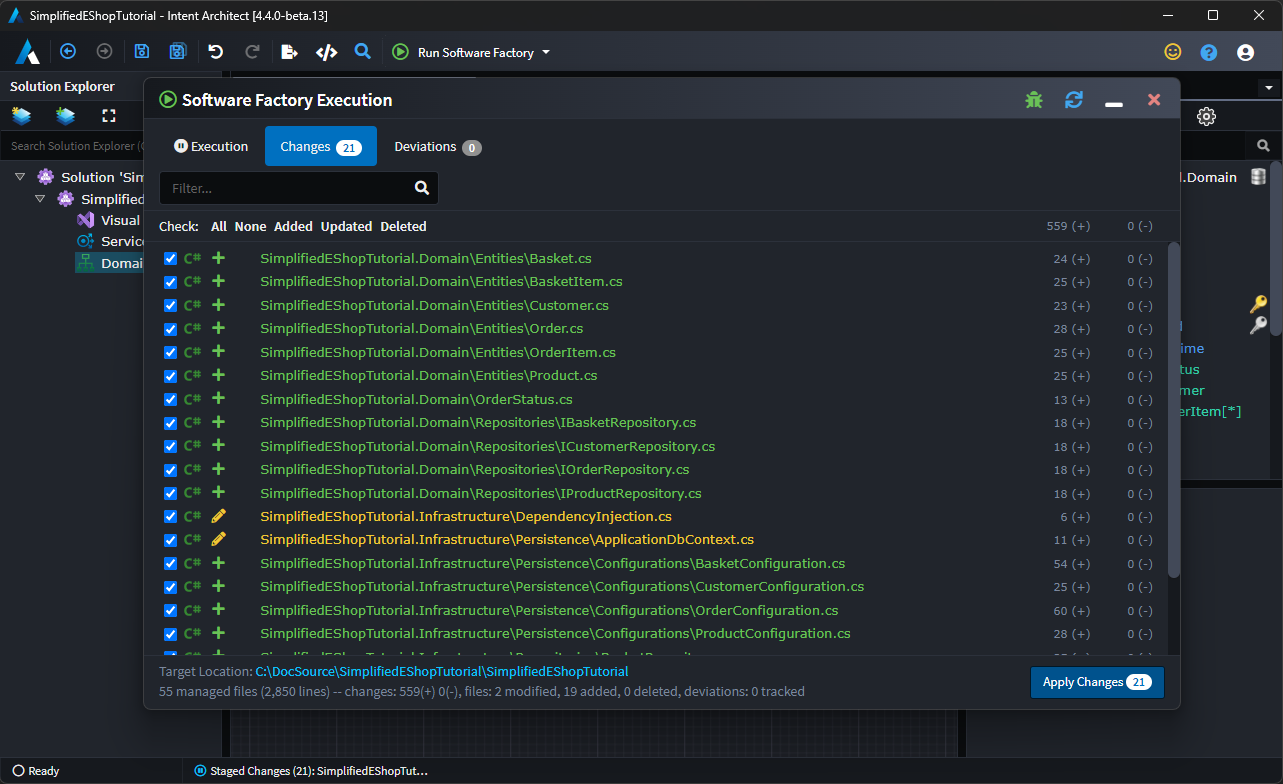 SimplifiedEShopTutorial - Intent Architect [4.4.0-beta.13]
Run Software Factory
Solution Explorer
Search Solution Explorer (
Solution 'Sim
Simplified
Visual
Servic
Domai
Software Factory Execution
Execution
Changes 21
Deviations 0
Filter...
Check: All None Added Updated Deleted 559 (+) 0 (-)
C# SimplifiedEShopTutorial.Domain\Entities\Basket.cs 24 (+) 0 (-)
C# SimplifiedEShopTutorial.Domain\Entities\BasketItem.cs 25 (+) 0 (-)
C# SimplifiedEShopTutorial.Domain\Entities\Customer.cs 23 (+) 0 (-)
C# SimplifiedEShopTutorial.Domain\Entities\Order.cs 28 (+) 0 (-)
C# SimplifiedEShopTutorial.Domain\Entities\OrderItem.cs 25 (+) 0 (-)
C# SimplifiedEShopTutorial.Domain\Entities\Product.cs 25 (+) 0 (-)
C# SimplifiedEShopTutorial.Domain\OrderStatus.cs 13 (+) 0 (-)
C# SimplifiedEShopTutorial.Domain\Repositories\IBasketRepository.cs 18 (+) 0 (-)
C# SimplifiedEShopTutorial.Domain\Repositories\ICustomerRepository.cs 18 (+) 0 (-)
C# SimplifiedEShopTutorial.Domain\Repositories\IOrderRepository.cs 18 (+) 0 (-)
C# SimplifiedEShopTutorial.Domain\Repositories\IProductRepository.cs 18 (+) 0 (-)
C# SimplifiedEShopTutorial.Infrastructure\DependencyInjection.cs 6 (+) 0 (-)
C# SimplifiedEShopTutorial.Infrastructure\Persistence\ApplicationDbContext.cs 11 (+) 0 (-)
C# SimplifiedEShopTutorial.Infrastructure\Persistence\Configurations\BasketConfiguration.cs 54 (+) 0 (-)
C# SimplifiedEShopTutorial.Infrastructure\Persistence\Configurations\CustomerConfiguration.cs 25 (+) 0 (-)
C# SimplifiedEShopTutorial.Infrastructure\Persistence\Configurations\OrderConfiguration.cs 60 (+) 0 (-)
C# SimplifiedEShopTutorial.Infrastructure\Persistence\Configurations\ProductConfiguration.cs 28 (+) 0 (-)
Target Location: C:\DocSource\SimplifiedEShopTutorial\SimplifiedEShopTutorial
55 managed files (2,850 lines) -- changes: 559(+) 0(-), files: 2 modified, 19 added, 0 deleted, deviations: 0 tracked
Apply Changes 21
.Domain
ime
tus
mer
erItem[*]
Ready
Staged Changes (21): SimplifiedEShopTut...